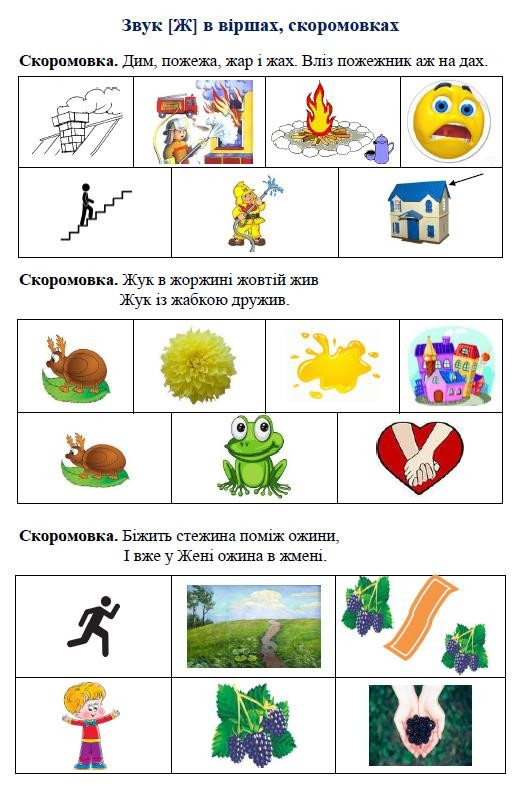 Звук [Ж] в віршах, скоромовках
Скоромовка. Дим, пожежа, жар і жах. Вліз пожежник аж на дах.
Скоромовка. Жук в жоржині жовтій жив
Жук із жабкою дружив.
Скоромовка. Біжить стежина поміж ожини,
І вже у Жені ожина в жмені.